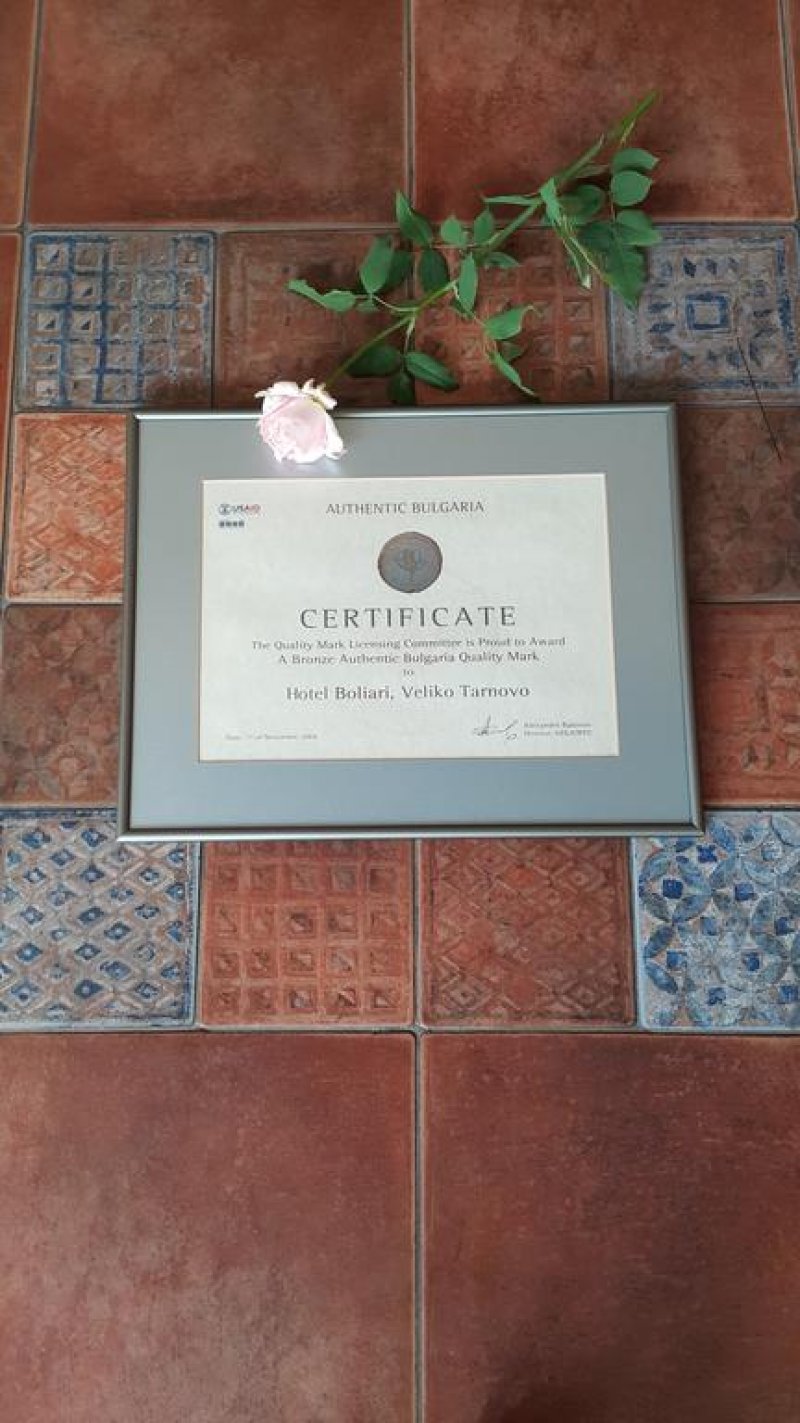 USAID
AUTHENTIC BULGARIA
CERTIFICATE
The Quality Mark Licensing Committee is Proud to Award
A Bronze Authentic Bulgaria Quality Mark
to
Hotel Boliari, Veliko Tarnovo